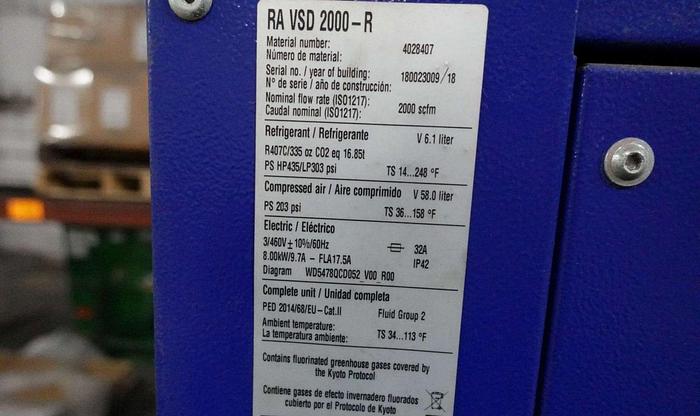 RA VSD 2000-R
Material number: 4028407
Número de material:
Serial no. / year of building: 180023009/18
N° de serie / año de construcción:
Nominal flow rate (ISO1217): 2000 scfm
Caudal nominal (ISO1217):
Refrigerant / Refrigerante V 6.1 liter
R407C/335 oz CO2 eq 16.85t
PS HP435/LP303 psi TS 14...248 °F
Compressed air / Aire comprimido V 58.0 liter
PS 203 psi TS 36...158 °F
Electric / Eléctrico
3/460V ± 10%/60Hz 32A
8.00kW/9.7A - FLA17.5A IP42
Diagram WD5478QCD052_V00_R00
Complete unit / Unidad completa
PED 2014/68/EU-Cat.II Fluid Group 2
Ambient temperature: TS 34...113 °F
La temperatura ambiente:
Contains fluorinated greenhouse gases covered by
the Kyoto Protocol
Contiene gases de efecto invernadero fluorados
cubierto por el Protocolo de Kyoto